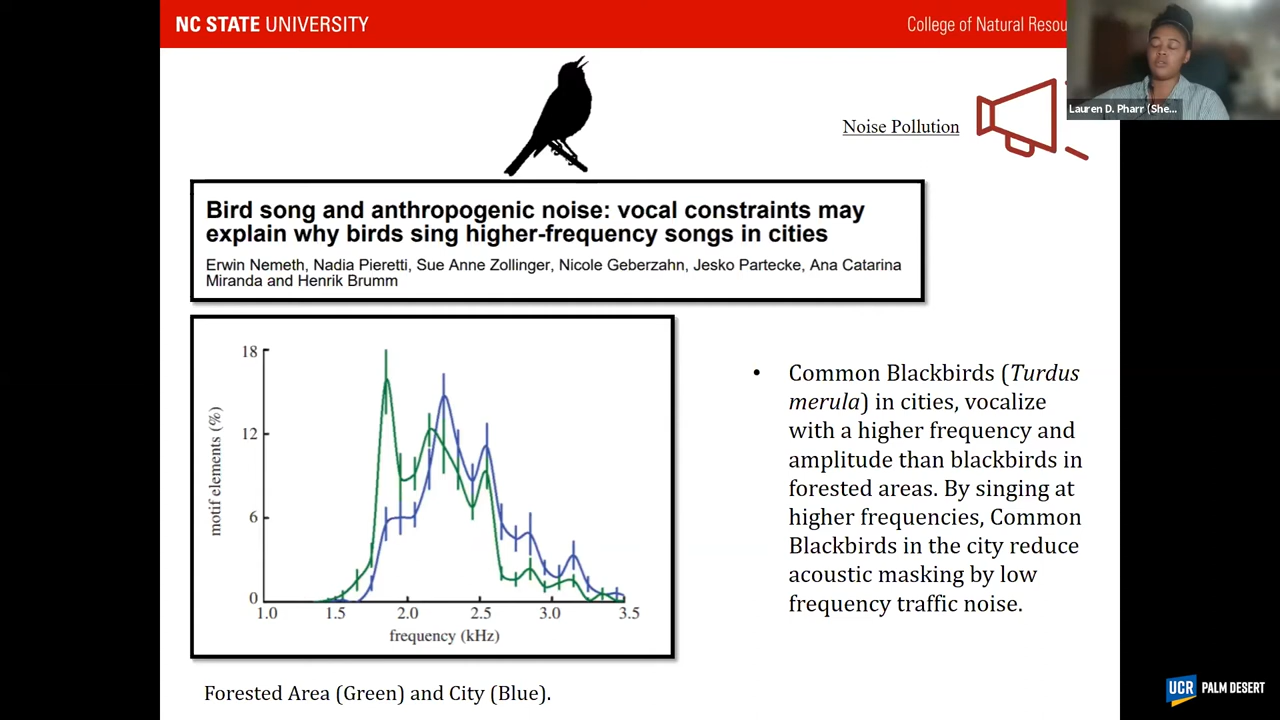 NC STATE UNIVERSITY
College of Natural Resou
Lauren D. Pharr (She...
Noise Pollution
Bird song and anthropogenic noise: vocal constraints may
explain why birds sing higher-frequency songs in cities
Erwin Nemeth, Nadia Pieretti, Sue Anne Zollinger, Nicole Geberzahn, Jesko Partecke, Ana Catarina
Miranda and Henrik Brumm
18
12
6
0
motif elements (%)
1.0 1.5 2.0 2.5 3.0 3.5
frequency (kHz)
• Common Blackbirds (Turdus
merula) in cities, vocalize
with a higher frequency and
amplitude than blackbirds in
forested areas. By singing at
higher frequencies, Common
Blackbirds in the city reduce
acoustic masking by low
frequency traffic noise.
Forested Area (Green) and City (Blue).
UCR PALM DESERT